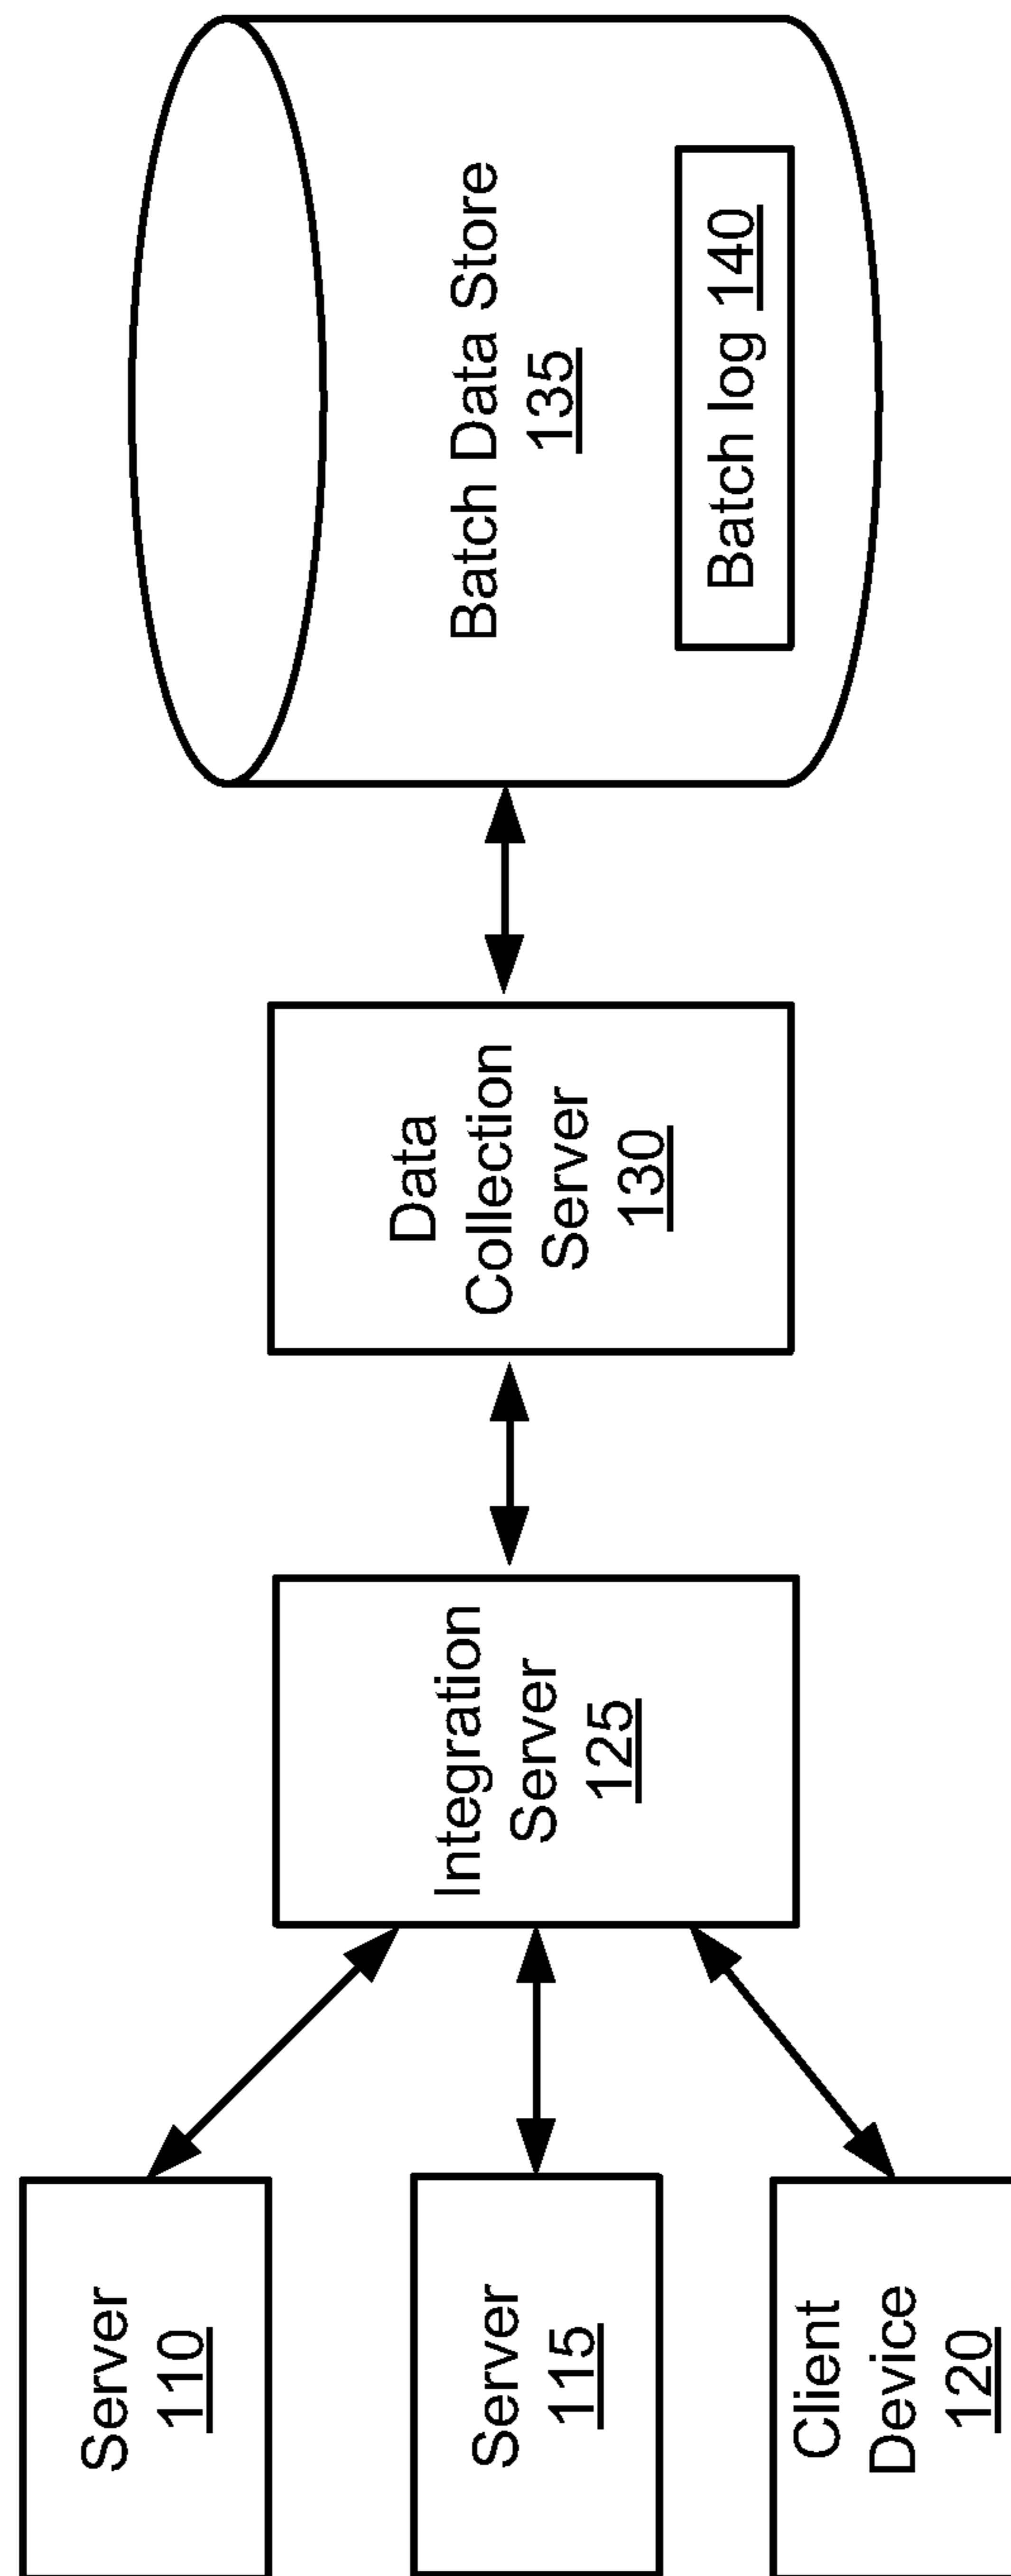 Server
110
Server
115
Client
Device
120
Integration
Server
125
Data
Collection
Server
130
Batch Data Store
135
Batch log 140